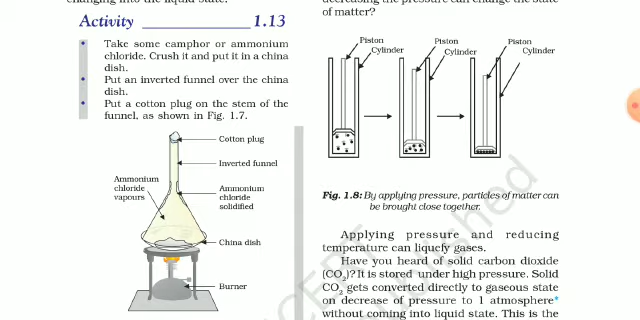 changing into the liquid state.
Activity 1.13
• Take some camphor or ammonium
chloride. Crush it and put it in a china
dish.
• Put an inverted funnel over the china
dish.
• Put a cotton plug on the stem of the
funnel, as shown in Fig. 1.7.
Cotton plug
Inverted funnel
Ammonium
chloride
vapours
Ammonium
chloride
solidified
China dish
Burner
decreasing the pressure can change the state
of matter?
Piston
Cylinder
Piston
Cylinder
Piston
Cylinder
Fig. 1.8: By applying pressure, particles of matter can
be brought close together.
Applying pressure and reducing
temperature can liquefy gases.
Have you heard of solid carbon dioxide
(CO2)? It is stored under high pressure. Solid
CO2 gets converted directly to gaseous state
on decrease of pressure to 1 atmosphere*
without coming into liquid state. This is the